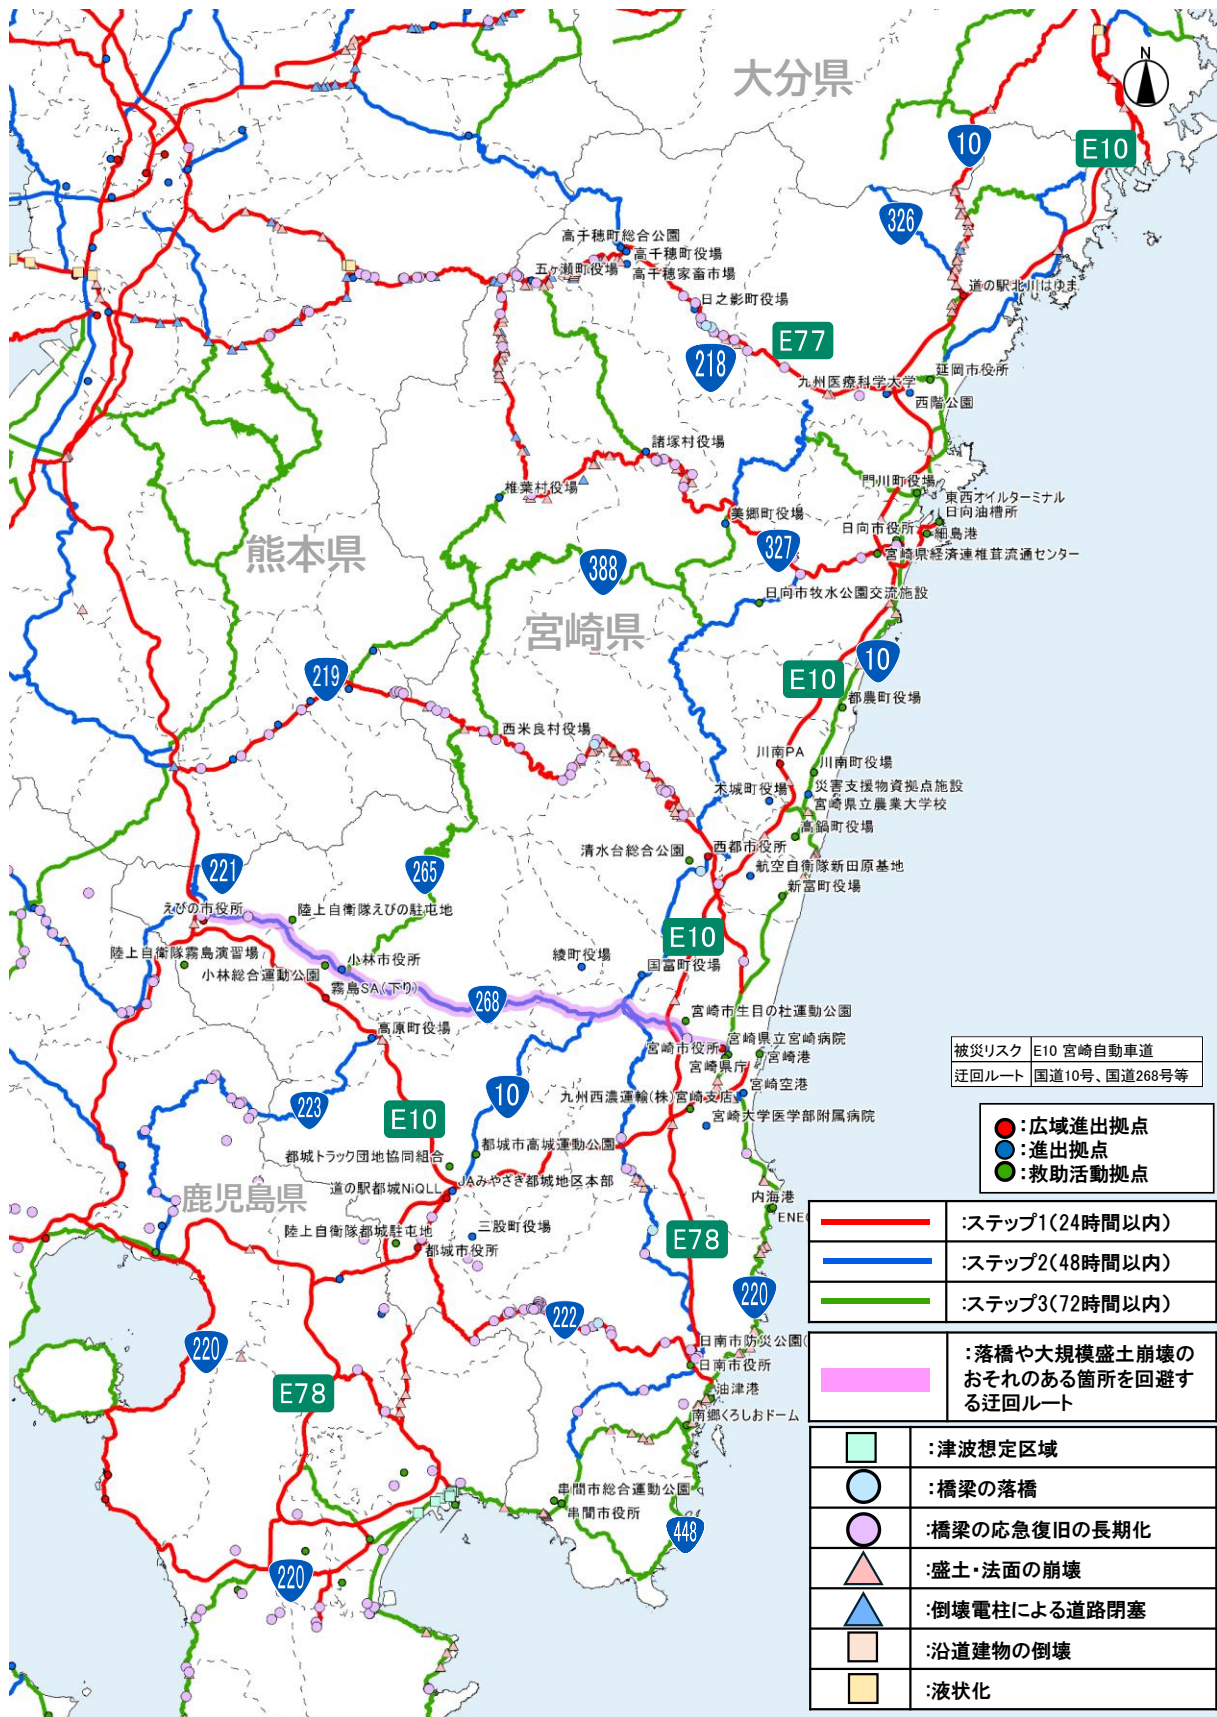 大分県
N
10
E10
326
高千穂町総合公園
高千穂町役場
五ヶ瀬町役場
高千穂家畜市場
道の駅北川はゆま
日之影町役場
E77
218
延岡市役所
九州医療科学大学
西階公園
諸塚村役場
門川町役場
椎葉村役場
東西オイルターミナル
日向油槽所
美郷町役場
日向市役所
細島港
熊本県
327
宮崎県経済連椎茸流通センター
388
日向市牧水公園交流施設
宮崎県
10
219
E10
都農町役場
西米良村役場
川南PA
川南町役場
災害支援物資拠点施設
木城町役場
宮崎県立農業大学校
高鍋町役場
清水台総合公園
西都市役所
航空自衛隊新田原基地
221
265
新富町役場
えびの市役所
陸上自衛隊えびの駐屯地
E10
陸上自衛隊霧島演習場
小林市役所
綾町役場
国富町役場
小林総合運動公園
霧島SA(下り)
268
宮崎市生目の杜運動公園
高原町役場
宮崎県立宮崎病院
宮崎市役所
宮崎港
宮崎県庁
被災リスク E10 宮崎自動車道
迂回ルート 国道10号、国道268号等
宮崎空港
10
九州西濃運輸(株)宮崎支店
223
宮崎大学医学部附属病院
E10
:広域進出拠点
:進出拠点
:救助活動拠点
都城市高城運動公園
都城トラック団地協同組合
JAみやざき都城地区本部
道の駅都城NiQLL
鹿児島県
内海港
ENEO
三股町役場
陸上自衛隊都城駐屯地
都城市役所
E78
:ステップ1(24時間以内)
:ステップ2(48時間以内)
:ステップ3(72時間以内)
220
222
220
日南市防災公園(
日南市役所
:落橋や大規模盛土崩壊の
おそれのある箇所を回避す
る迂回ルート
E78
油津港
南郷くろしおドーム
:津波想定区域
:橋梁の落橋
串間市総合運動公園
串間市役所
448
:橋梁の応急復旧の長期化
:盛土・法面の崩壊
220
:倒壊電柱による道路閉塞
:沿道建物の倒壊
:液状化